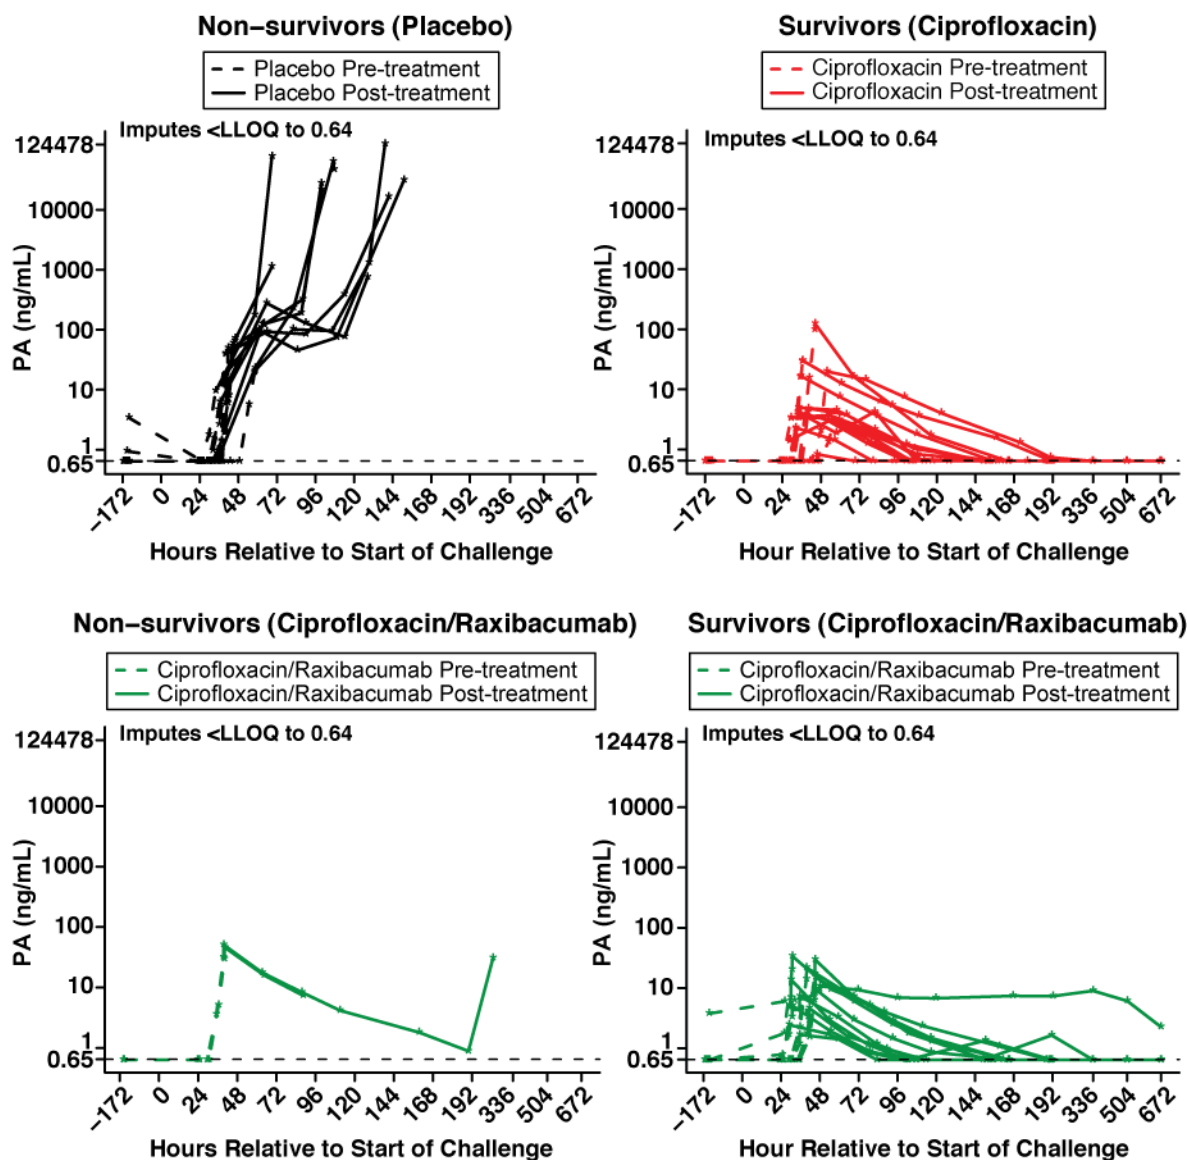 Non−survivors (Placebo)
Placebo Pre-treatment
Placebo Post-treatment
Imputes <LLOQ to 0.64
124478
10000
1000
100
10
1
0.65
PA (ng/mL)
−172 0 24 48 72 96 120 144 168 192 336 504 672
Hours Relative to Start of Challenge
Survivors (Ciprofloxacin)
Ciprofloxacin Pre-treatment
Ciprofloxacin Post-treatment
Imputes <LLOQ to 0.64
124478
10000
1000
100
10
1
0.65
PA (ng/mL)
−172 0 24 48 72 96 120 144 168 192 336 504 672
Hour Relative to Start of Challenge
Non−survivors (Ciprofloxacin/Raxibacumab)
Ciprofloxacin/Raxibacumab Pre-treatment
Ciprofloxacin/Raxibacumab Post-treatment
Imputes <LLOQ to 0.64
124478
10000
1000
100
10
1
0.65
PA (ng/mL)
−172 0 24 48 72 96 120 144 168 192 336 504 672
Hours Relative to Start of Challenge
Survivors (Ciprofloxacin/Raxibacumab)
Ciprofloxacin/Raxibacumab Pre-treatment
Ciprofloxacin/Raxibacumab Post-treatment
Imputes <LLOQ to 0.64
124478
10000
1000
100
10
1
0.65
PA (ng/mL)
−172 0 24 48 72 96 120 144 168 192 336 504 672
Hour Relative to Start of Challenge